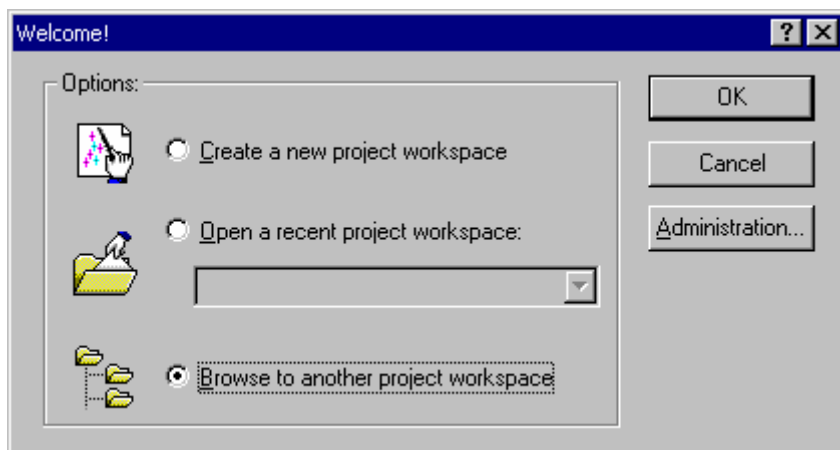 Welcome!
Options:
Create a new project workspace
Open a recent project workspace:
Browse to another project workspace
OK
Cancel
Administration...